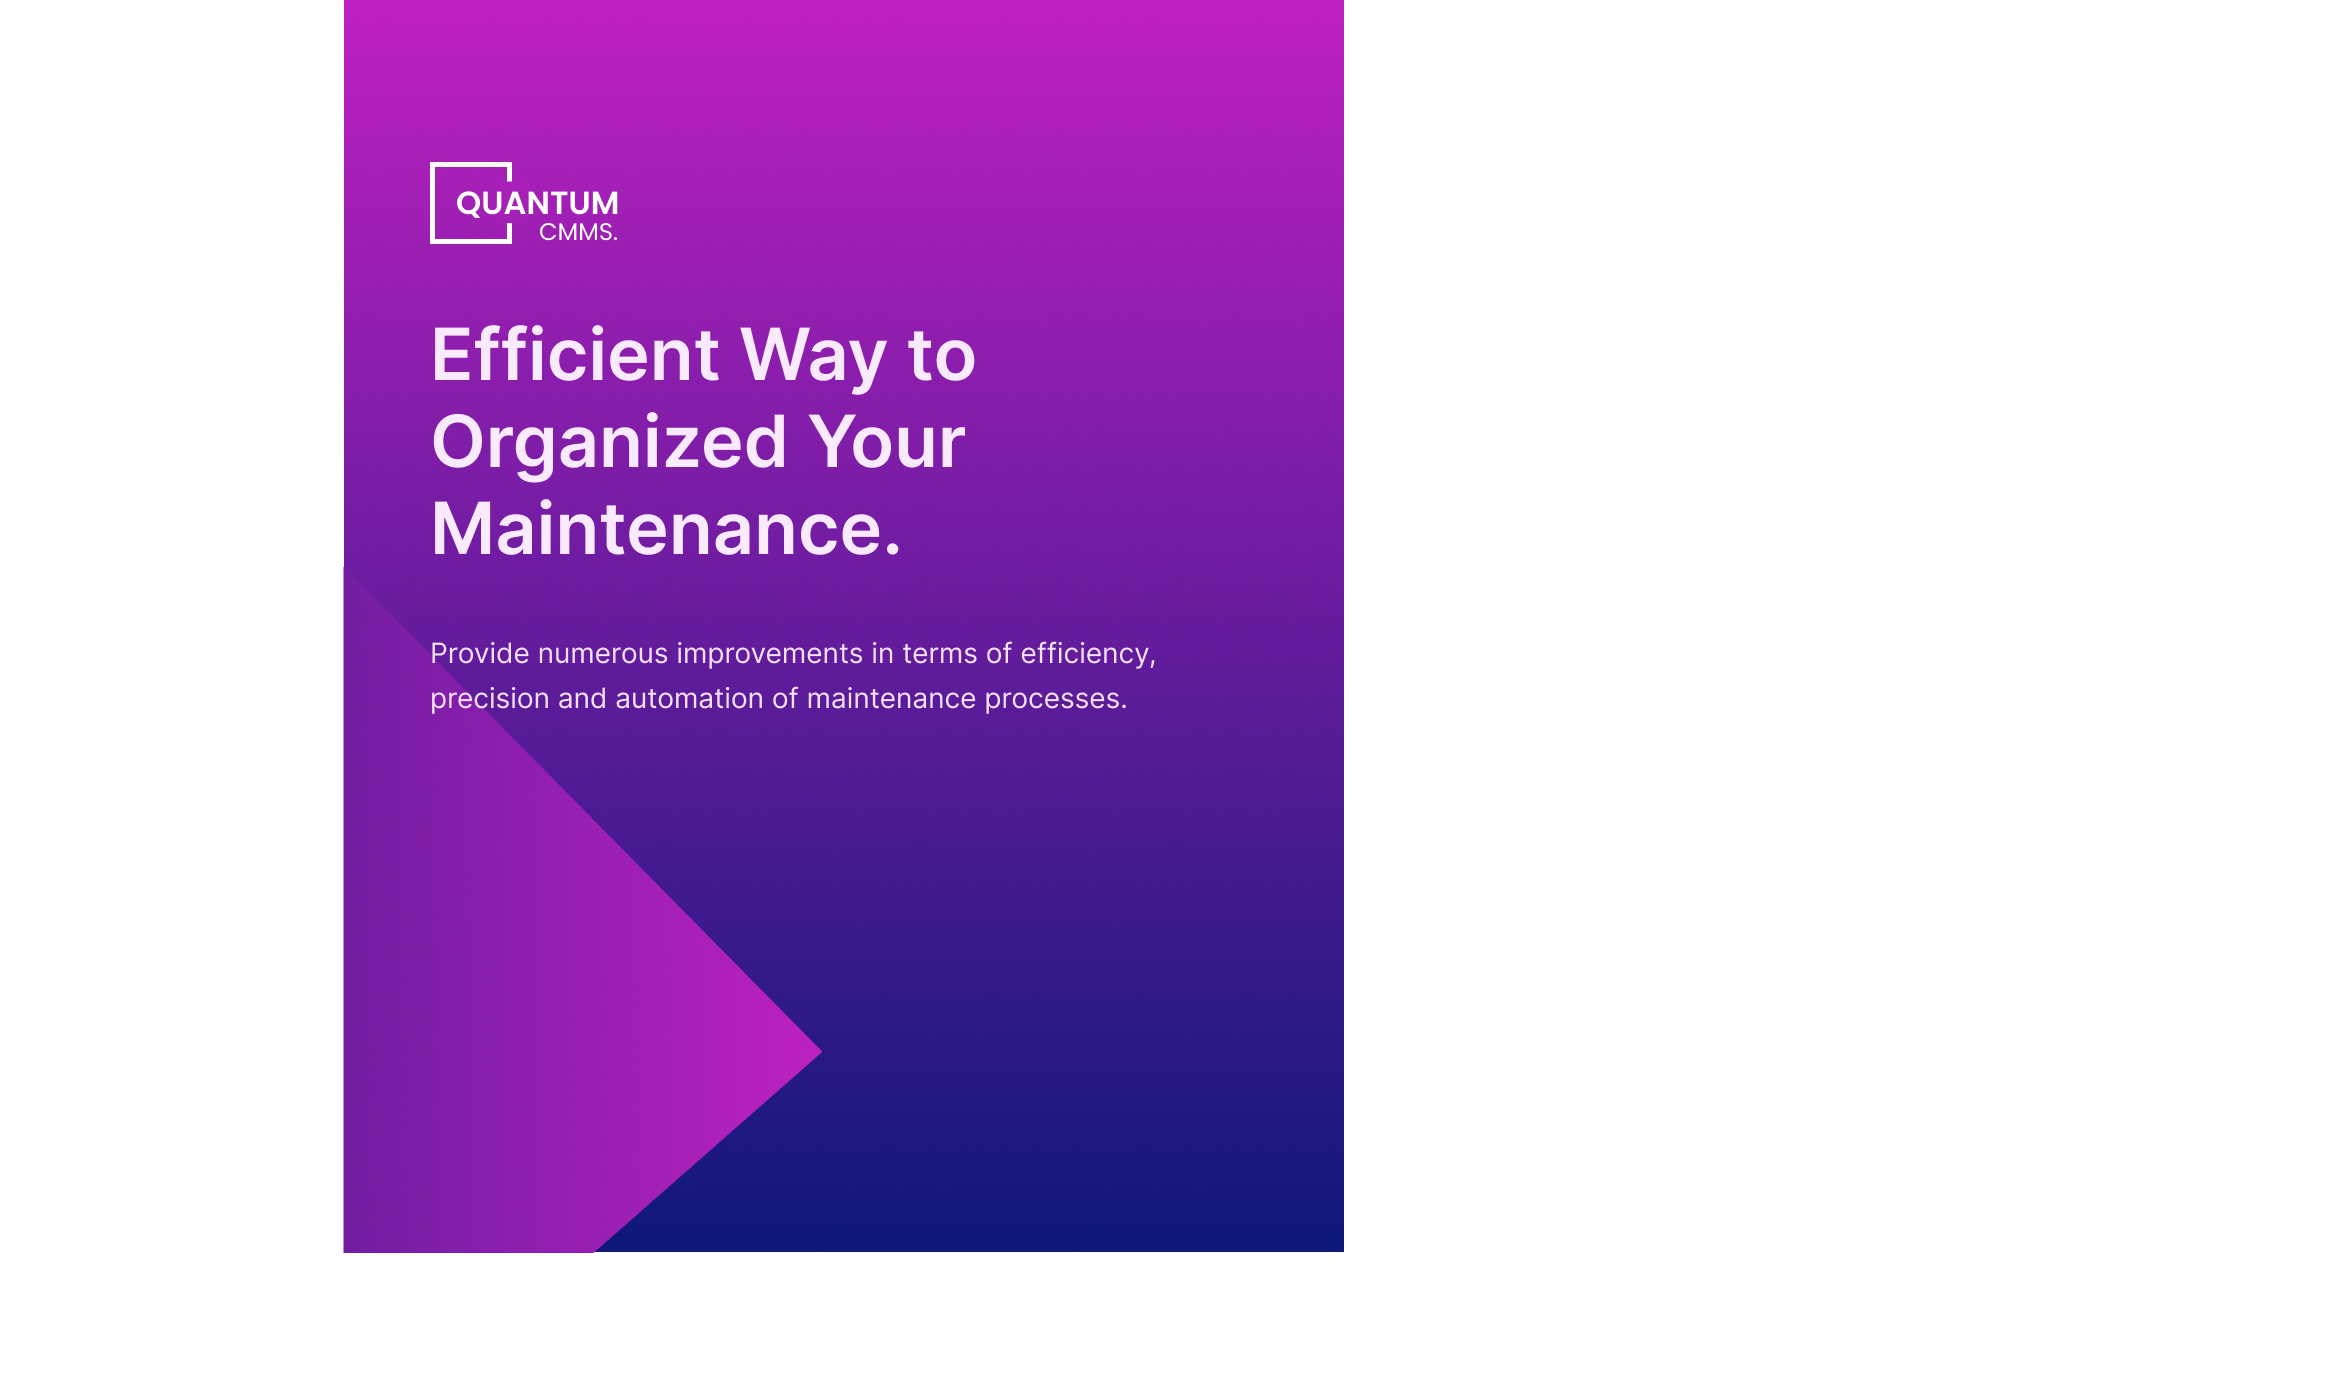 QUANTUM
CMMS.
Efficient Way to
Organized Your
Maintenance.
Provide numerous improvements in terms of efficiency,
precision and automation of maintenance processes.